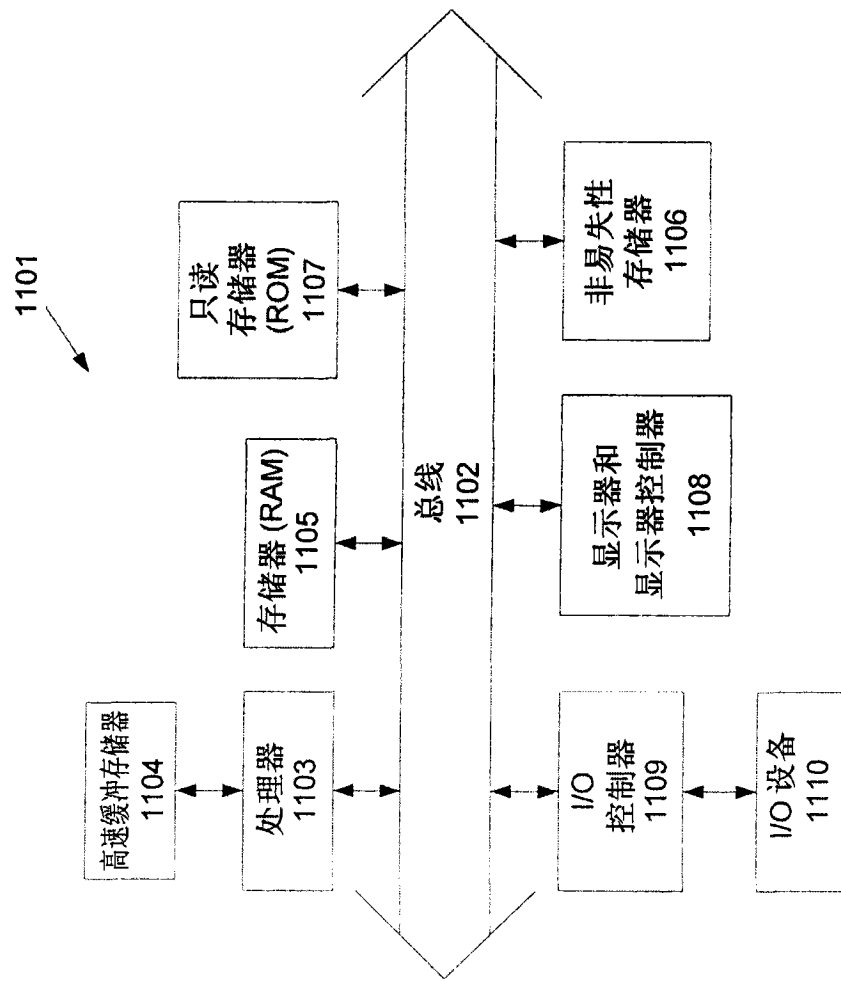 1101
高速缓冲存储器
1104
处理器
1103
存储器 (RAM)
1105
只读
存储器
(ROM)
1107
总线
1102
I/O
控制器
1109
I/O 设备
1110
显示器和
显示器控制器
1108
非易失性
存储器
1106